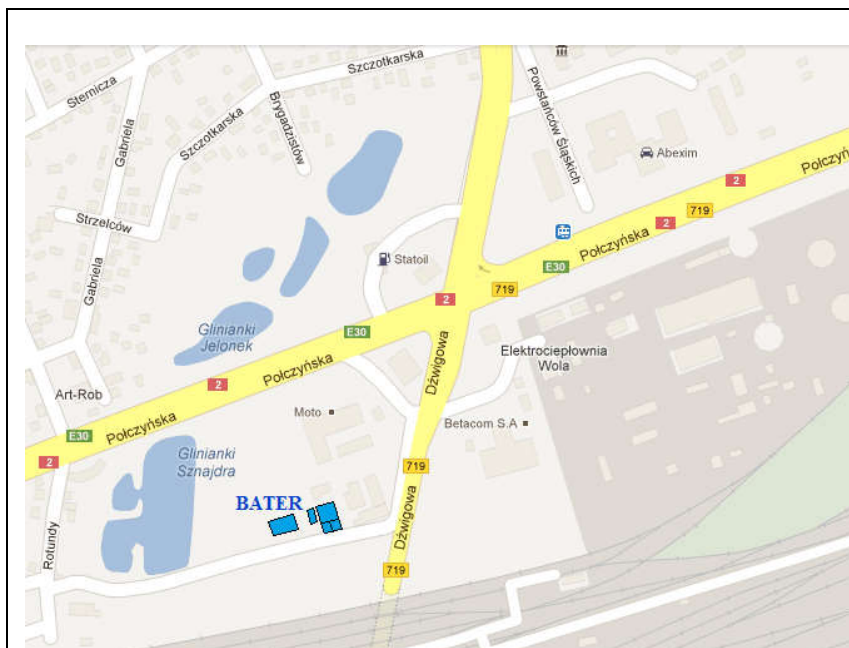 Szczotkarska
Sternicza
Szczotkarska
Brygadzistów
Gabriela
Powstańców Śląskich
Abexim
Połczyńska
2
719
2
Strzelców
Połczyńska
E30
719
Statoil
2
Gabriela
Glinianki
Jelonek
E30
Połczyńska
Dźwigowa
Elektrociepłownia
Wola
2
Art-Rob
Moto
Betacom S.A
Połczyńska
E30
2
Glinianki
Sznajdra
719
BATER
Rotundy
Dźwigowa
719